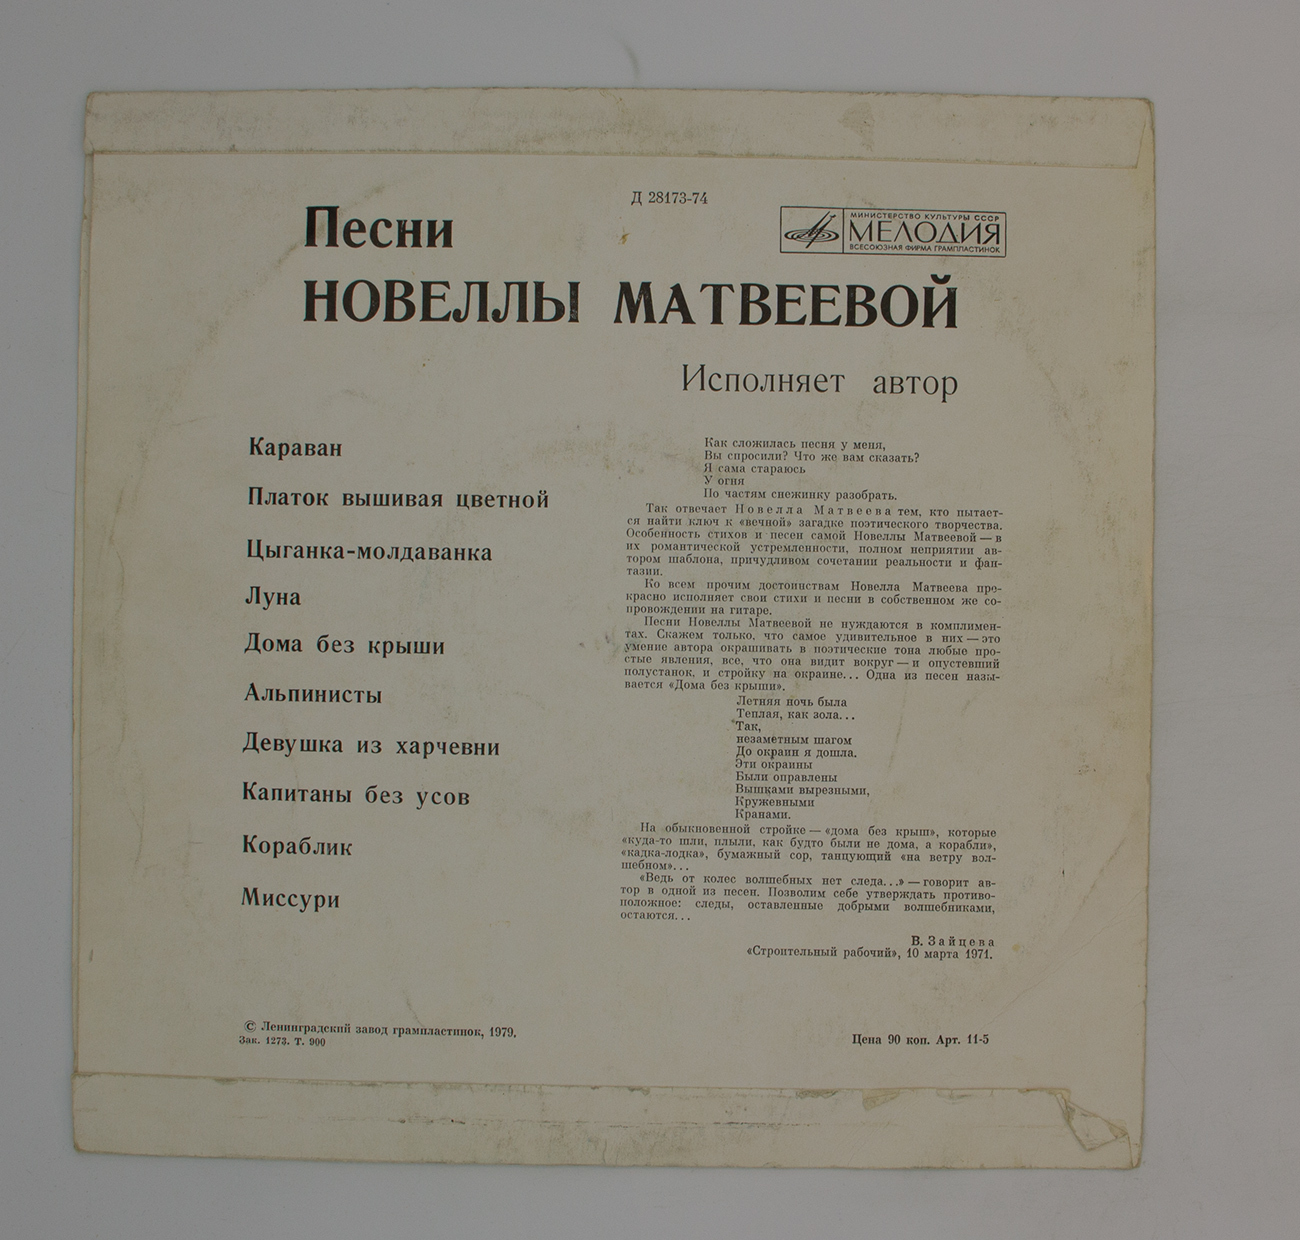 Д 28173-74
Песни
МИНИСТЕРСТВО КУЛЬТУРЫ СССР
МЕЛОДИЯ
ВСЕСОЮЗНАЯ ФИРМА ГРАМПЛАСТИНОК
НОВЕЛЛЫ МАТВЕЕВОЙ
Исполняет автор
Караван
Платок вышивая цветной
Цыганка-молдаванка
Луна
Дома без крыши
Альпинисты
Девушка из харчевни
Капитаны без усов
Кораблик
Миссури
Как сложилась песня у меня,
Вы спросили? Что же вам сказать?
Я сама стараюсь
У огня
По частям снежинку разобрать.
Так отвечает Новелла Матвеева тем, кто пытает-
ся найти ключ к «вечной» загадке поэтического творчества.
Особенность стихов и песен самой Новеллы Матвеевой — в
их романтической устремленности, полном неприятии ав-
тором шаблона, причудливом сочетании реальности и фан-
тазии.
Ко всем прочим достоинствам Новелла Матвеева пре-
красно исполняет свои стихи и песни в собственном же со-
провождении на гитаре.
Песни Новеллы Матвеевой не нуждаются в комплимен-
тах. Скажем только, что самое удивительное в них — это
умение автора окрашивать в поэтические тона любые про-
стые явления, все, что она видит вокруг — и опустевший
полустанок, и стройку на окраине... Одна из песен назы-
вается «Дома без крыши».
Летняя ночь была
Теплая, как зола...
Так,
незаметным шагом
До окраин я дошла.
Эти окраины
Были оправлены
Вышками вырезными,
Кружевными
Кранами.
На обыкновенной стройке — «дома без крыш», которые
«куда-то шли, плыли, как будто были не дома, а корабли»,
«кадка-лодка», бумажный сор, танцующий «на ветру вол-
шебном»...
«Ведь от колес волшебных нет следа...» — говорит ав-
тор в одной из песен. Позволим себе утверждать противо-
положное: следы, оставленные добрыми волшебниками,
остаются...
В. Зайцева
«Строительный рабочий», 10 марта 1971.
© Ленинградский завод грампластинок, 1979.
Зак. 1273. Т. 900
Цена 90 коп. Арт. 11-5